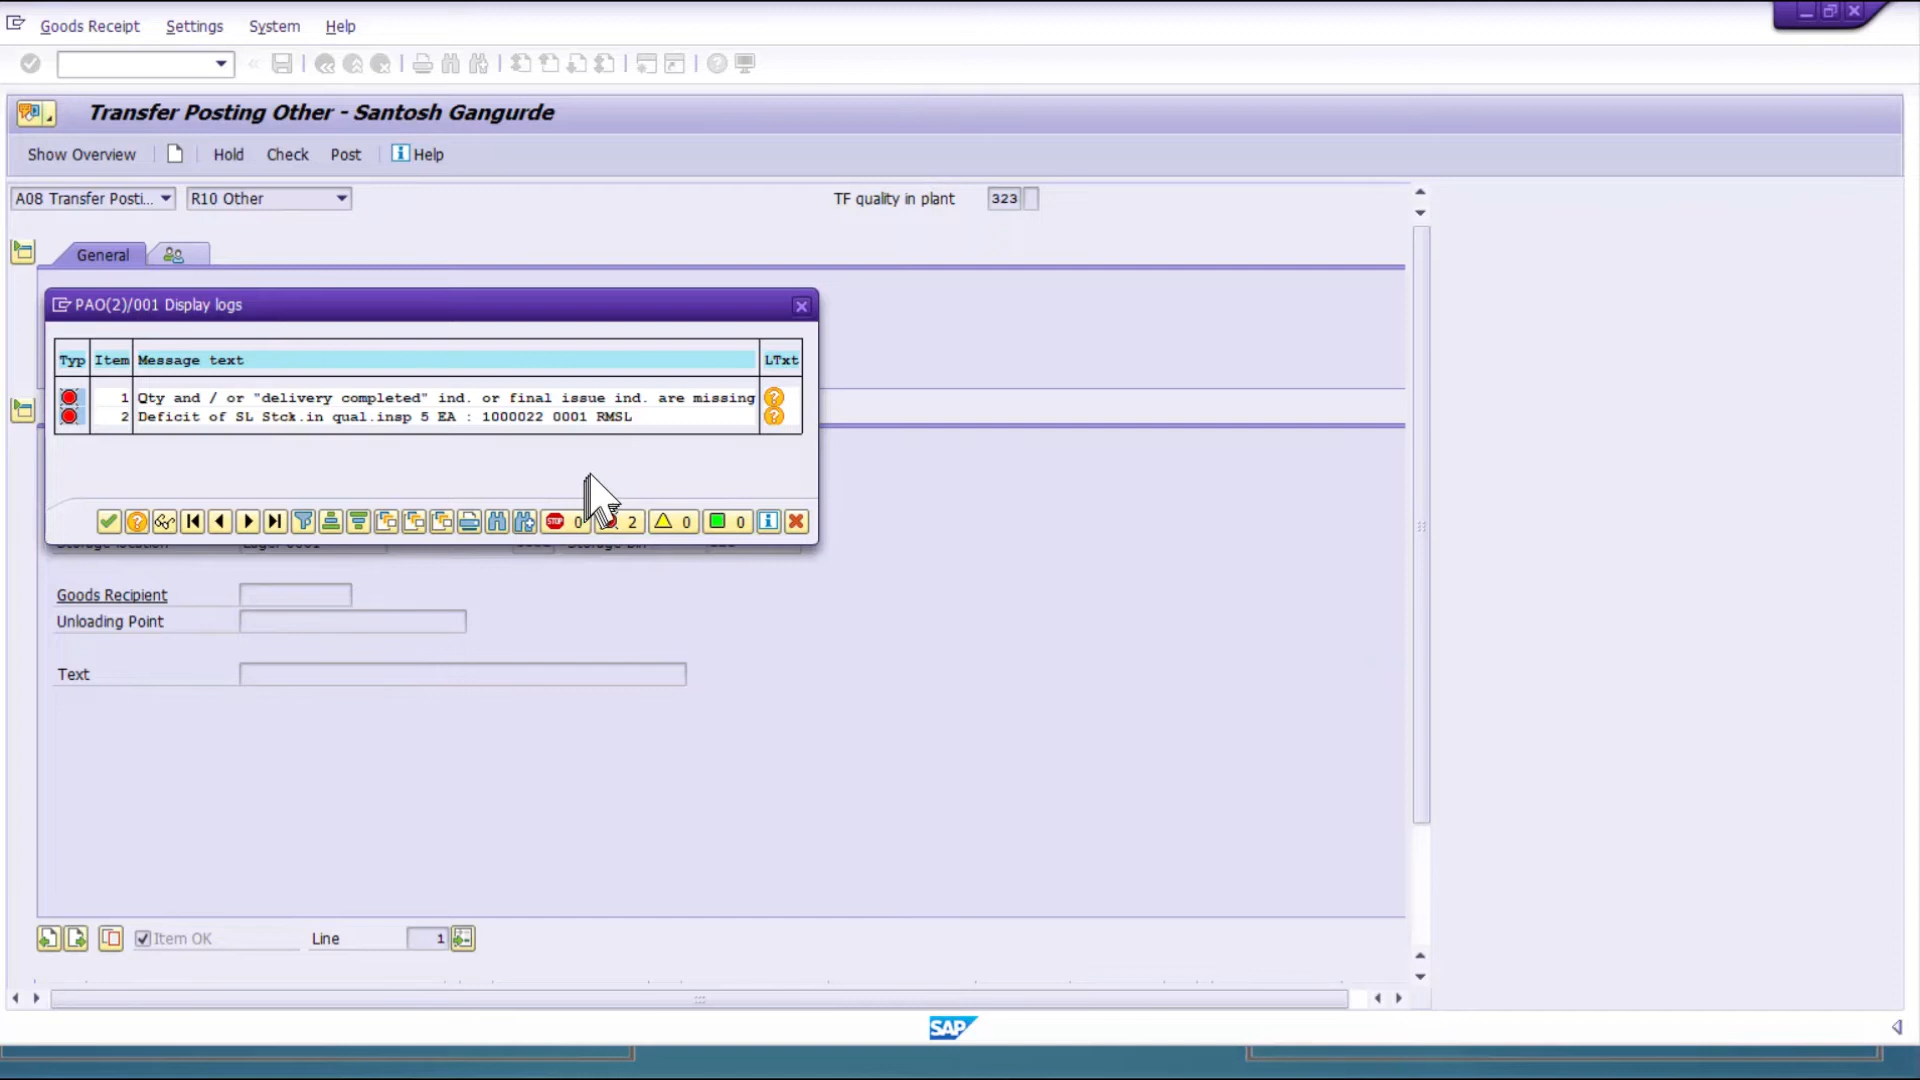 Goods Receipt Settings System Help
Transfer Posting Other - Santosh Gangurde
Show Overview Hold Check Post Help
A08 Transfer Posti... R10 Other TF quality in plant 323
General
PAO(2)/001 Display logs
Typ Item Message text LTxt
1 Qty and / or "delivery completed" ind. or final issue ind. are missing
2 Deficit of SL Stck.in qual.insp 5 EA : 1000022 0001 RMSL
STOP 0 2 0 0
Goods Recipient
Unloading Point
Text
Item OK Line 1
SAP